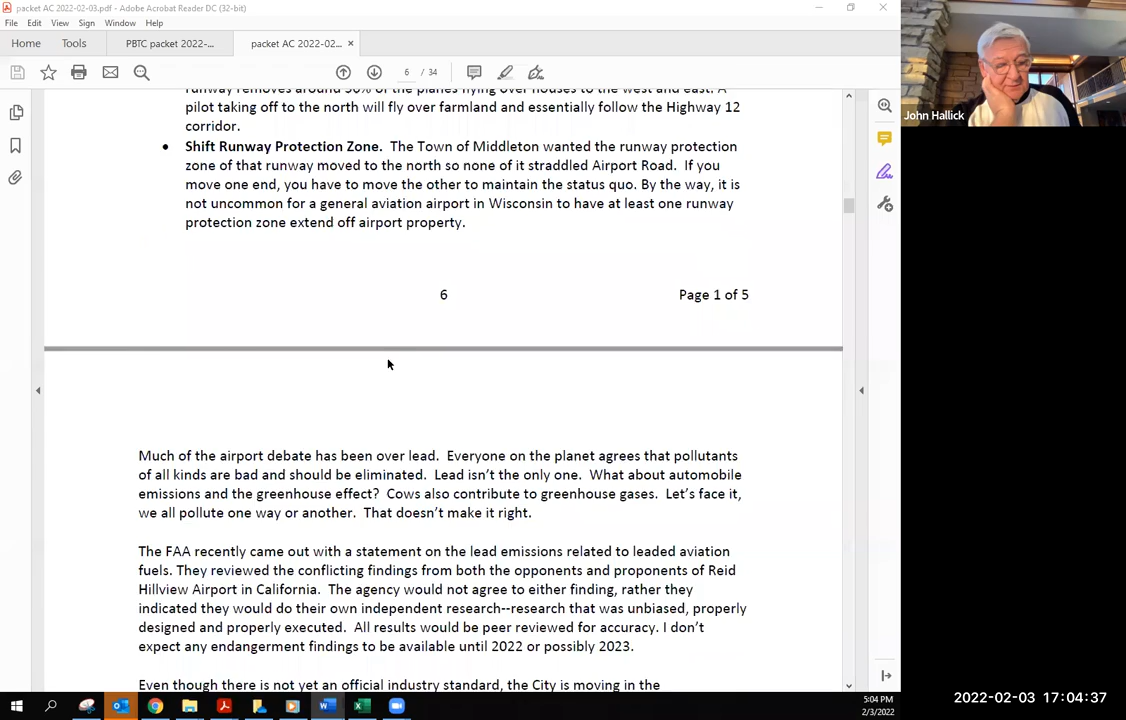 packet AC 2022-02-03.pdf - Adobe Acrobat Reader DC (32-bit)
File Edit View Sign Window Help
Home Tools PBTC packet 2022-... packet AC 2022-02... ×
6 / 34
runway removes around 50% of the planes flying over houses to the west and east. A
pilot taking off to the north will fly over farmland and essentially follow the Highway 12
corridor.
• Shift Runway Protection Zone. The Town of Middleton wanted the runway protection
zone of that runway moved to the north so none of it straddled Airport Road. If you
move one end, you have to move the other to maintain the status quo. By the way, it is
not uncommon for a general aviation airport in Wisconsin to have at least one runway
protection zone extend off airport property.
6 Page 1 of 5
Much of the airport debate has been over lead. Everyone on the planet agrees that pollutants
of all kinds are bad and should be eliminated. Lead isn't the only one. What about automobile
emissions and the greenhouse effect? Cows also contribute to greenhouse gases. Let's face it,
we all pollute one way or another. That doesn't make it right.
The FAA recently came out with a statement on the lead emissions related to leaded aviation
fuels. They reviewed the conflicting findings from both the opponents and proponents of Reid
Hillview Airport in California. The agency would not agree to either finding, rather they
indicated they would do their own independent research--research that was unbiased, properly
designed and properly executed. All results would be peer reviewed for accuracy. I don't
expect any endangerment findings to be available until 2022 or possibly 2023.
Even though there is not yet an official industry standard, the City is moving in the
John Hallick
5:04 PM
2/3/2022
2022-02-03 17:04:37